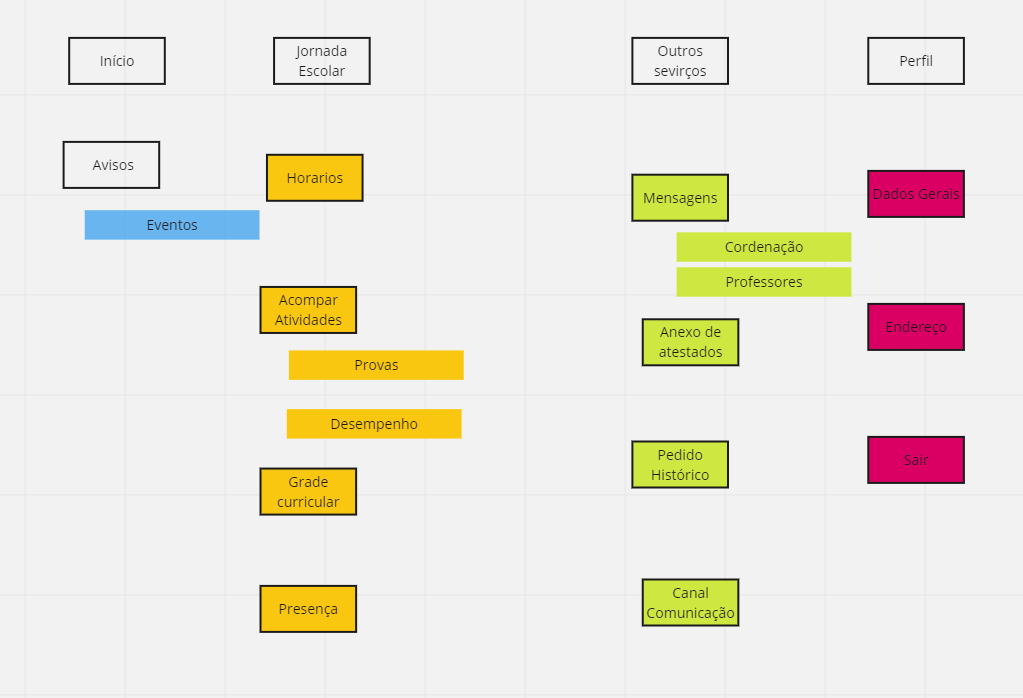 Início
Jornada
Escolar
Outros
sevirços
Perfil
Avisos
Eventos
Horarios
Acompar
Atividades
Provas
Desempenho
Grade
curricular
Presença
Mensagens
Cordenação
Professores
Anexo de
atestados
Pedido
Histórico
Canal
Comunicação
Dados Gerais
Endereço
Sair